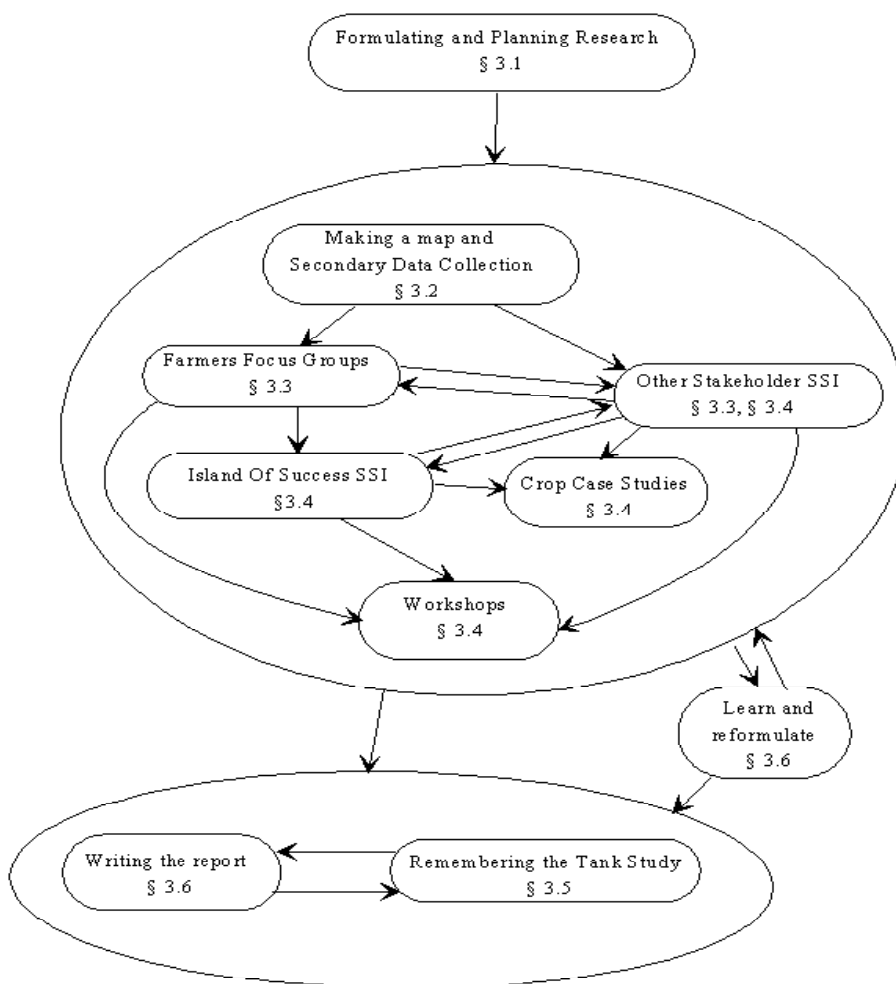 Formulating and Planning Research
§ 3.1
Making a map and
Secondary Data Collection
§ 3.2
Farmers Focus Groups
§ 3.3
Other Stakeholder SSI
§ 3.3, § 3.4
Island Of Success SSI
§3.4
Crop Case Studies
§ 3.4
Workshops
§ 3.4
Learn and
reformulate
§ 3.6
Writing the report
§ 3.6
Remembering the Tank Study
§ 3.5